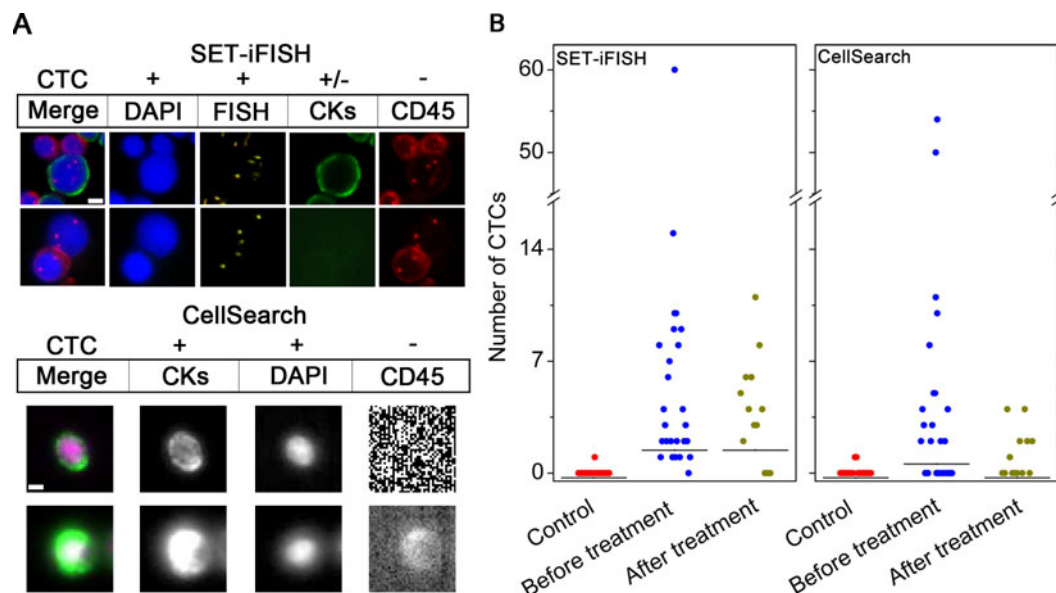 A
SET-iFISH
CTC + + +/- -
Merge DAPI FISH CKs CD45
CellSearch
CTC + + -
Merge CKs DAPI CD45
B
SET-iFISH CellSearch
60
50
14
7
0
Number of CTCs
Control Before treatment After treatment Control Before treatment After treatment